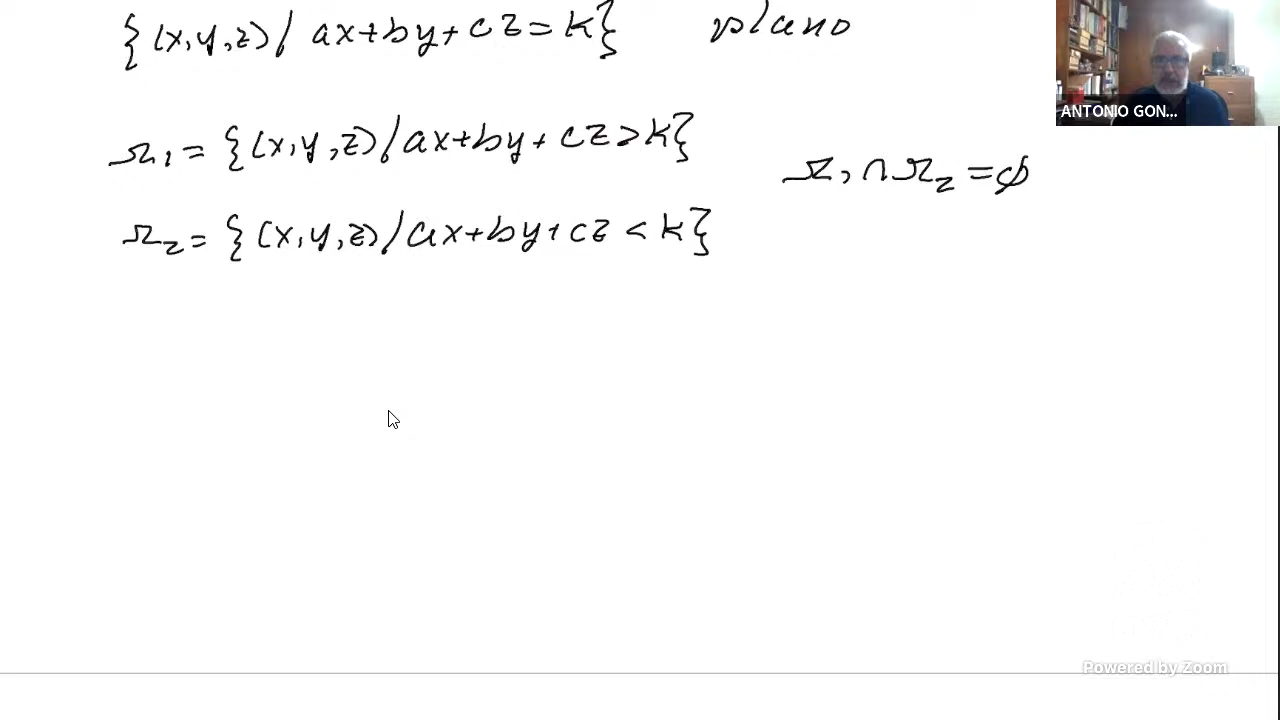 {(x,y,z)/ ax+by+cz=k} plano
ANTONIO GON...
Ω₁= {(x,y,z)/ax+by+cz>k}
Ω₁∩Ω₂=ϕ
Ω₂= {(x,y,z)/ax+by+cz<k}
Powered by Zoom